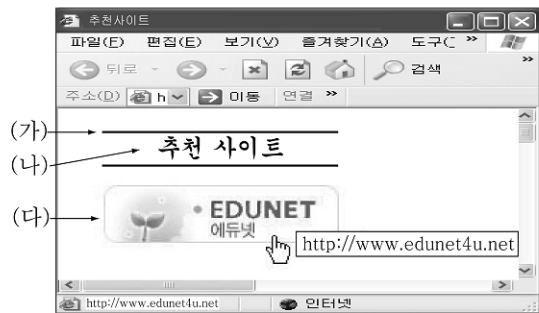 추천사이트
파일(F) 편집(E) 보기(V) 즐겨찾기(A) 도구( »
뒤로 검색 »
주소(D) h 이동 연결 »
(가)
(나) 추천 사이트
(다) • EDUNET
에듀넷
http://www.edunet4u.net
http://www.edunet4u.net 인터넷